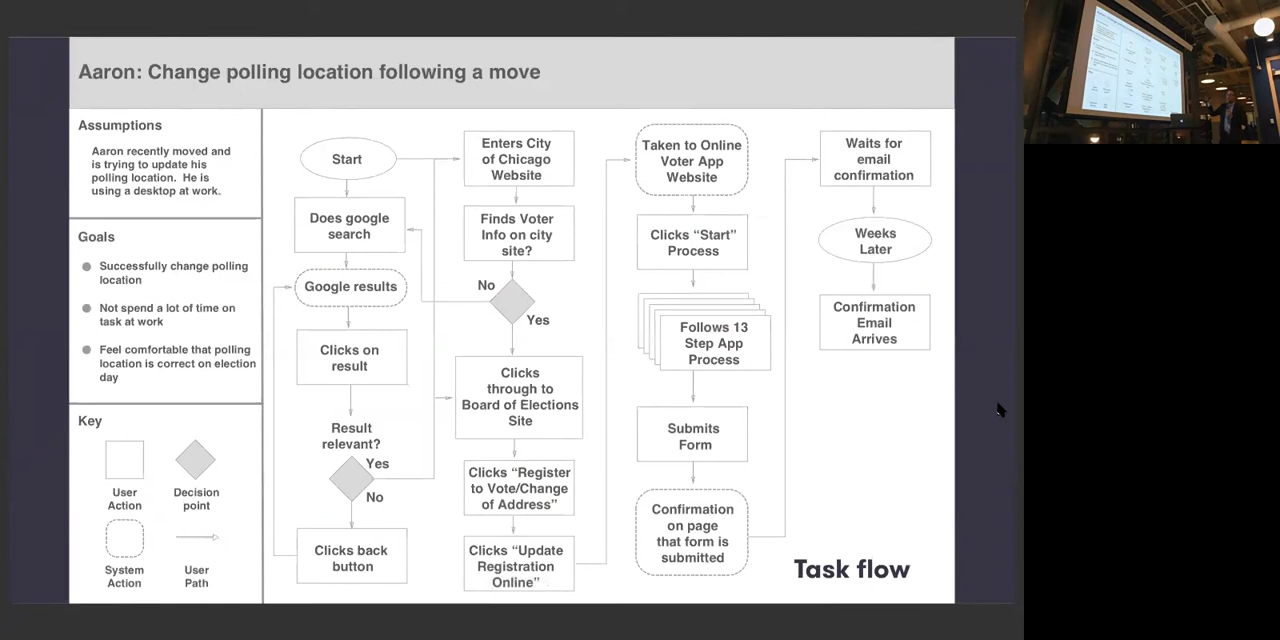 Aaron: Change polling location following a move
Assumptions
Aaron recently moved and
is trying to update his
polling location. He is
using a desktop at work.
Goals
Successfully change polling
location
Not spend a lot of time on
task at work
Feel comfortable that polling
location is correct on election
day
Key
User
Action
Decision
point
System
Action
User
Path
Start
Does google
search
Google results
Clicks on
result
Result
relevant?
Yes
No
Clicks back
button
Enters City
of Chicago
Website
Finds Voter
Info on city
site?
No
Yes
Clicks
through to
Board of Elections
Site
Clicks “Register
to Vote/Change
of Address”
Clicks “Update
Registration
Online”
Taken to Online
Voter App
Website
Clicks “Start”
Process
Follows 13
Step App
Process
Submits
Form
Confirmation
on page
that form is
submitted
Waits for
email
confirmation
Weeks
Later
Confirmation
Email
Arrives
Task flow